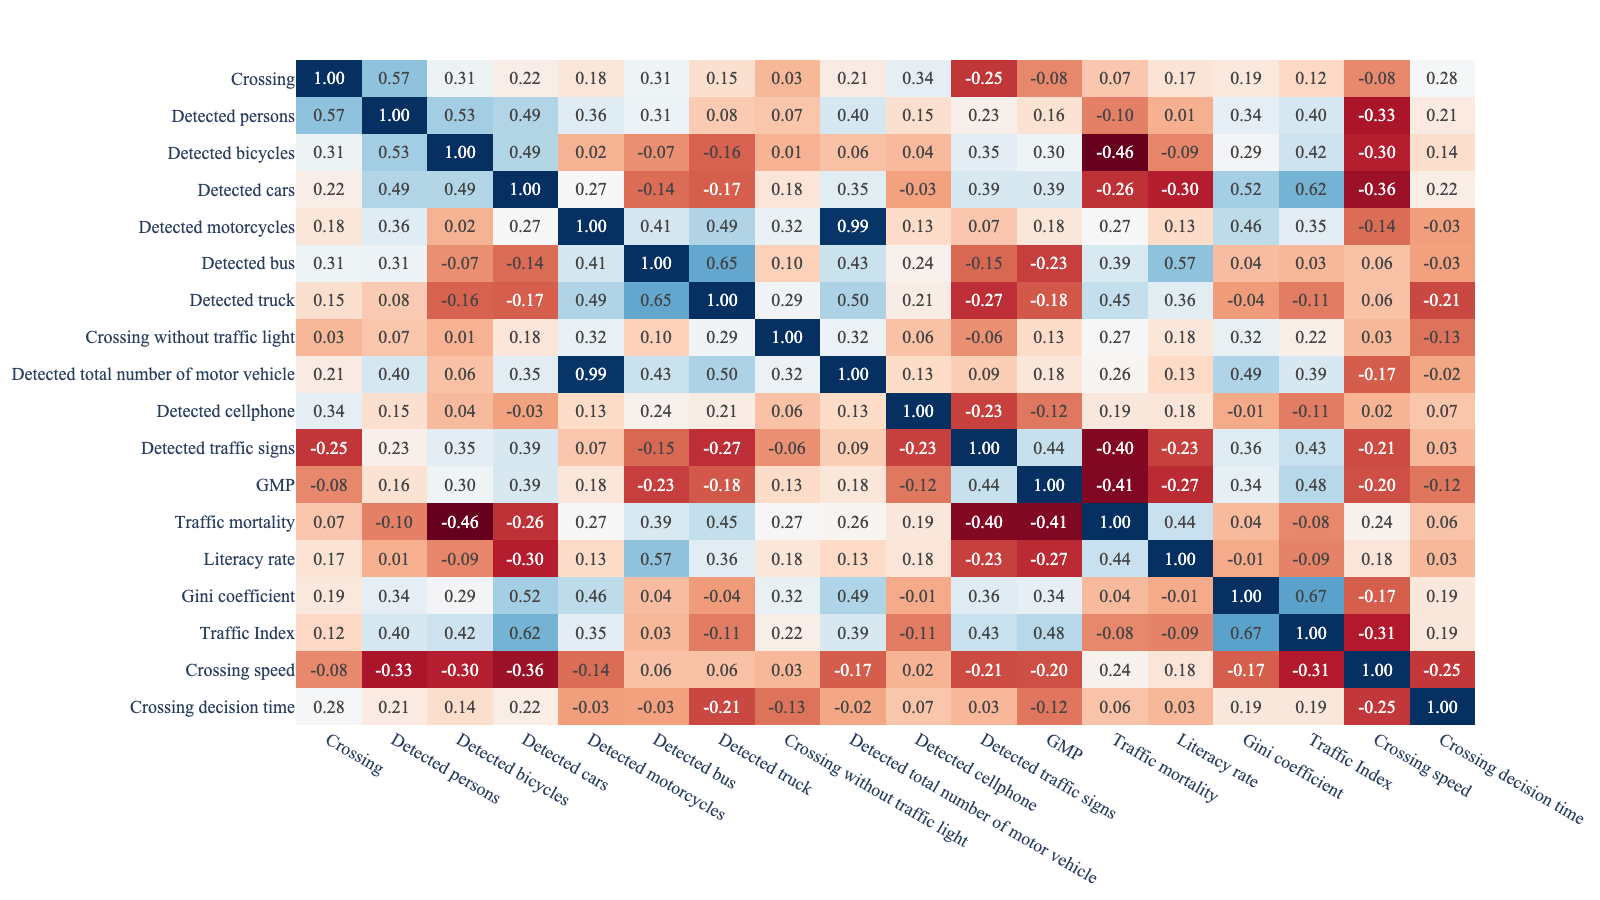 Crossing 1.00 0.57 0.31 0.22 0.18 0.31 0.15 0.03 0.21 0.34 -0.25 -0.08 0.07 0.17 0.19 0.12 -0.08 0.28
Detected persons 0.57 1.00 0.53 0.49 0.36 0.31 0.08 0.07 0.40 0.15 0.23 0.16 -0.10 0.01 0.34 0.40 -0.33 0.21
Detected bicycles 0.31 0.53 1.00 0.49 0.02 -0.07 -0.16 0.01 0.06 0.04 0.35 0.30 -0.46 -0.09 0.29 0.42 -0.30 0.14
Detected cars 0.22 0.49 0.49 1.00 0.27 -0.14 -0.17 0.18 0.35 -0.03 0.39 0.39 -0.26 -0.30 0.52 0.62 -0.36 0.22
Detected motorcycles 0.18 0.36 0.02 0.27 1.00 0.41 0.49 0.32 0.99 0.13 0.07 0.18 0.27 0.13 0.46 0.35 -0.14 -0.03
Detected bus 0.31 0.31 -0.07 -0.14 0.41 1.00 0.65 0.10 0.43 0.24 -0.15 -0.23 0.39 0.57 0.04 0.03 0.06 -0.03
Detected truck 0.15 0.08 -0.16 -0.17 0.49 0.65 1.00 0.29 0.50 0.21 -0.27 -0.18 0.45 0.36 -0.04 -0.11 0.06 -0.21
Crossing without traffic light 0.03 0.07 0.01 0.18 0.32 0.10 0.29 1.00 0.32 0.06 -0.06 0.13 0.27 0.18 0.32 0.22 0.03 -0.13
Detected total number of motor vehicle 0.21 0.40 0.06 0.35 0.99 0.43 0.50 0.32 1.00 0.13 0.09 0.18 0.26 0.13 0.49 0.39 -0.17 -0.02
Detected cellphone 0.34 0.15 0.04 -0.03 0.13 0.24 0.21 0.06 0.13 1.00 -0.23 -0.12 0.19 0.18 -0.01 -0.11 0.02 0.07
Detected traffic signs -0.25 0.23 0.35 0.39 0.07 -0.15 -0.27 -0.06 0.09 -0.23 1.00 0.44 -0.40 -0.23 0.36 0.43 -0.21 0.03
GMP -0.08 0.16 0.30 0.39 0.18 -0.23 -0.18 0.13 0.18 -0.12 0.44 1.00 -0.41 -0.27 0.34 0.48 -0.20 -0.12
Traffic mortality 0.07 -0.10 -0.46 -0.26 0.27 0.39 0.45 0.27 0.26 0.19 -0.40 -0.41 1.00 0.44 0.04 -0.08 0.24 0.06
Literacy rate 0.17 0.01 -0.09 -0.30 0.13 0.57 0.36 0.18 0.13 0.18 -0.23 -0.27 0.44 1.00 -0.01 -0.09 0.18 0.03
Gini coefficient 0.19 0.34 0.29 0.52 0.46 0.04 -0.04 0.32 0.49 -0.01 0.36 0.34 0.04 -0.01 1.00 0.67 -0.17 0.19
Traffic Index 0.12 0.40 0.42 0.62 0.35 0.03 -0.11 0.22 0.39 -0.11 0.43 0.48 -0.08 -0.09 0.67 1.00 -0.31 0.19
Crossing speed -0.08 -0.33 -0.30 -0.36 -0.14 0.06 0.06 0.03 -0.17 0.02 -0.21 -0.20 0.24 0.18 -0.17 -0.31 1.00 -0.25
Crossing decision time 0.28 0.21 0.14 0.22 -0.03 -0.03 -0.21 -0.13 -0.02 0.07 0.03 -0.12 0.06 0.03 0.19 0.19 -0.25 1.00
Crossing
Detected persons
Detected bicycles
Detected cars
Detected motorcycles
Detected bus
Detected truck
Crossing without traffic light
Detected total number of motor vehicle
Detected cellphone
Detected traffic signs
GMP
Traffic mortality
Literacy rate
Gini coefficient
Traffic Index
Crossing speed
Crossing decision time